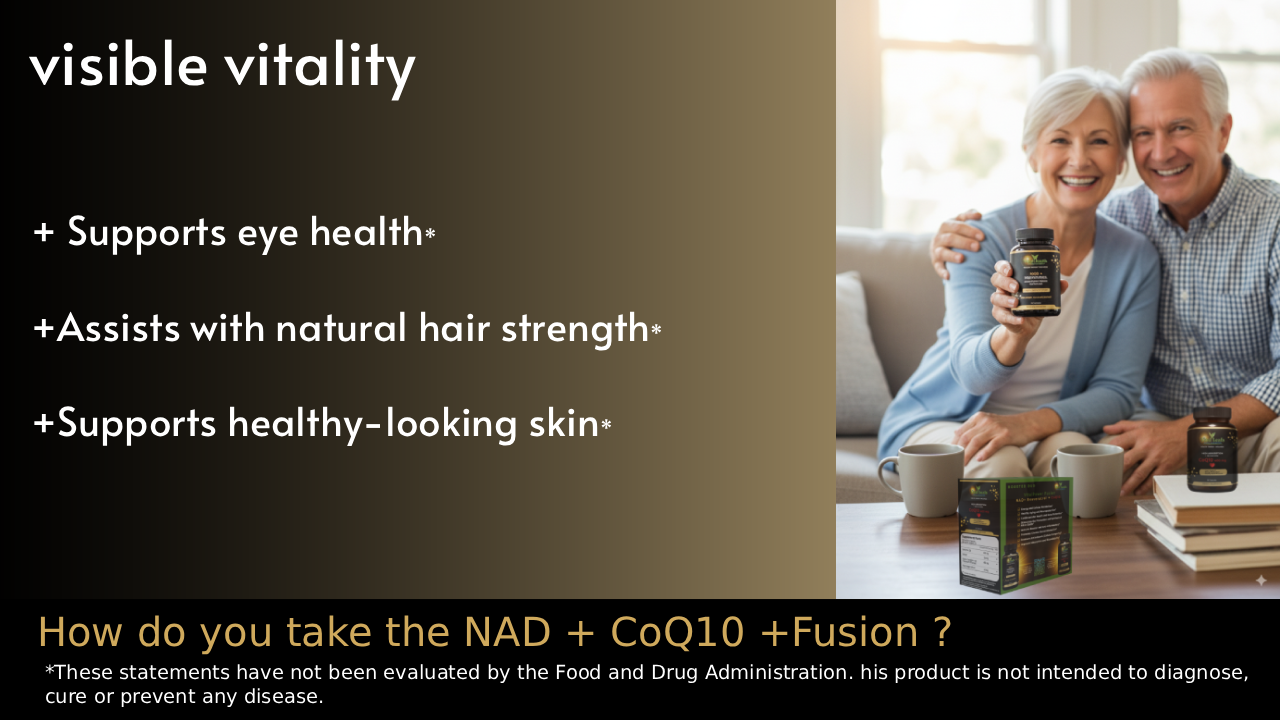 visible vitality
+ Supports eye health*
+Assists with natural hair strength*
+Supports healthy-looking skin*
How do you take the NAD + CoQ10 +Fusion ?
*These statements have not been evaluated by the Food and Drug Administration. his product is not intended to diagnose,
cure or prevent any disease.